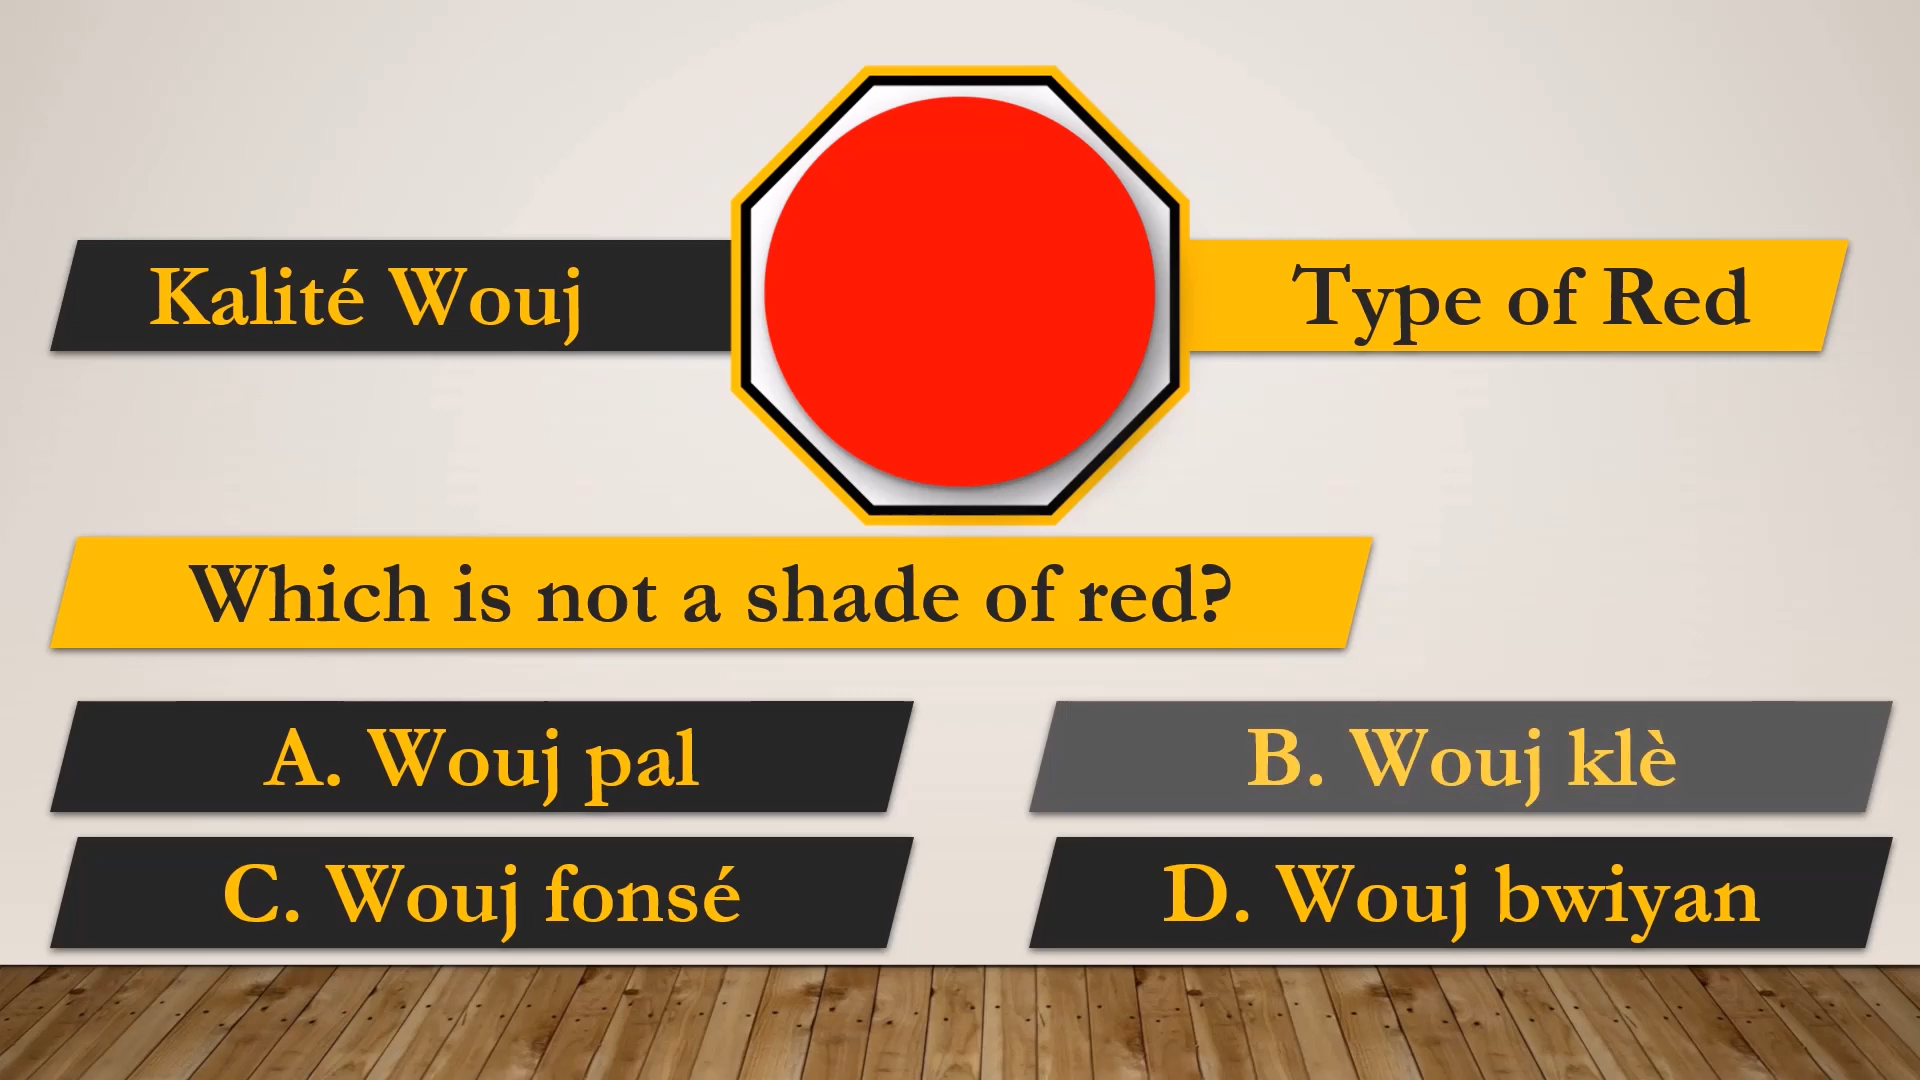 Kalité Wouj
Type of Red
Which is not a shade of red?
A. Wouj pal
B. Wouj klè
C. Wouj fonsé
D. Wouj bwiyan